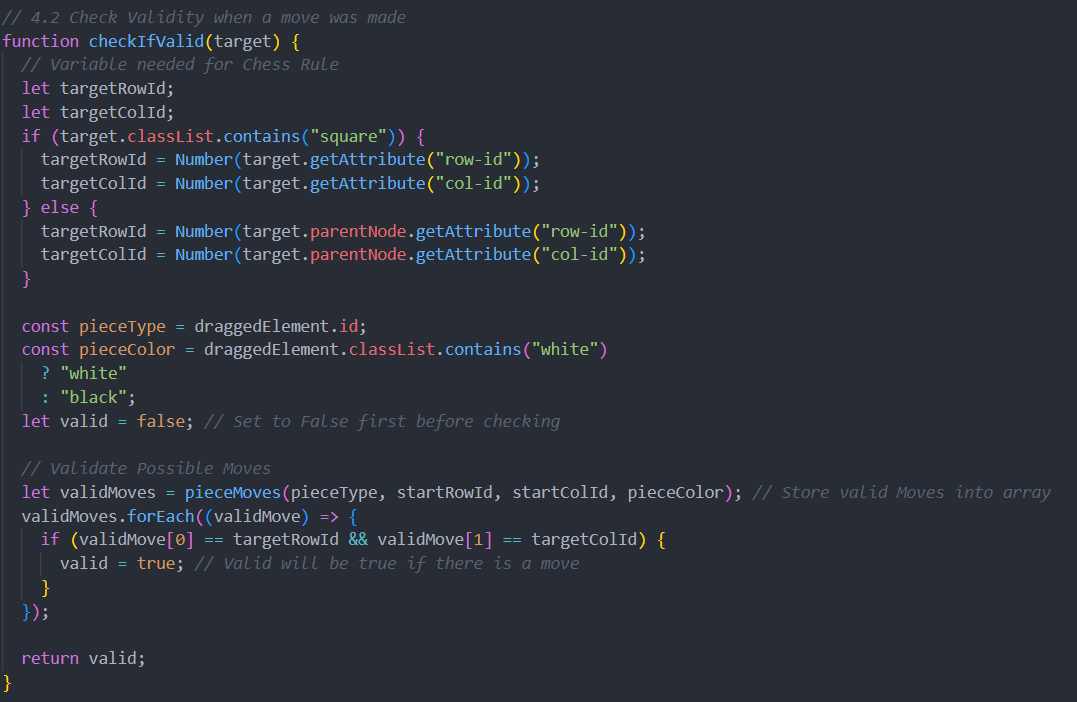 // 4.2 Check Validity when a move was made
function checkIfValid(target) {
  // Variable needed for Chess Rule
  let targetRowId;
  let targetColId;
  if (target.classList.contains("square")) {
    targetRowId = Number(target.getAttribute("row-id"));
    targetColId = Number(target.getAttribute("col-id"));
  } else {
    targetRowId = Number(target.parentNode.getAttribute("row-id"));
    targetColId = Number(target.parentNode.getAttribute("col-id"));
  }

  const pieceType = draggedElement.id;
  const pieceColor = draggedElement.classList.contains("white")
    ? "white"
    : "black";
  let valid = false; // Set to False first before checking

  // Validate Possible Moves
  let validMoves = pieceMoves(pieceType, startRowId, startColId, pieceColor); // Store valid Moves into array
  validMoves.forEach((validMove) => {
    if (validMove[0] == targetRowId && validMove[1] == targetColId) {
      valid = true; // Valid will be true if there is a move
    }
  });

  return valid;
}